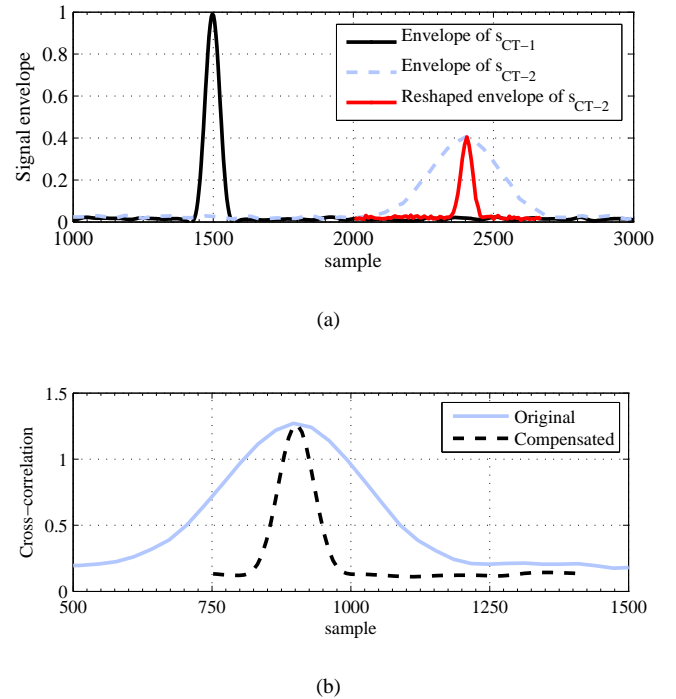 Signal envelope
1
0.8
0.6
0.4
0.2
0
Envelope of s_CT−1
Envelope of s_CT−2
Reshaped envelope of s_CT−2
1000 1500 2000 2500 3000
sample
(a)
Cross−correlation
1.5
1
0.5
0
Original
Compensated
500 750 1000 1250 1500
sample
(b)